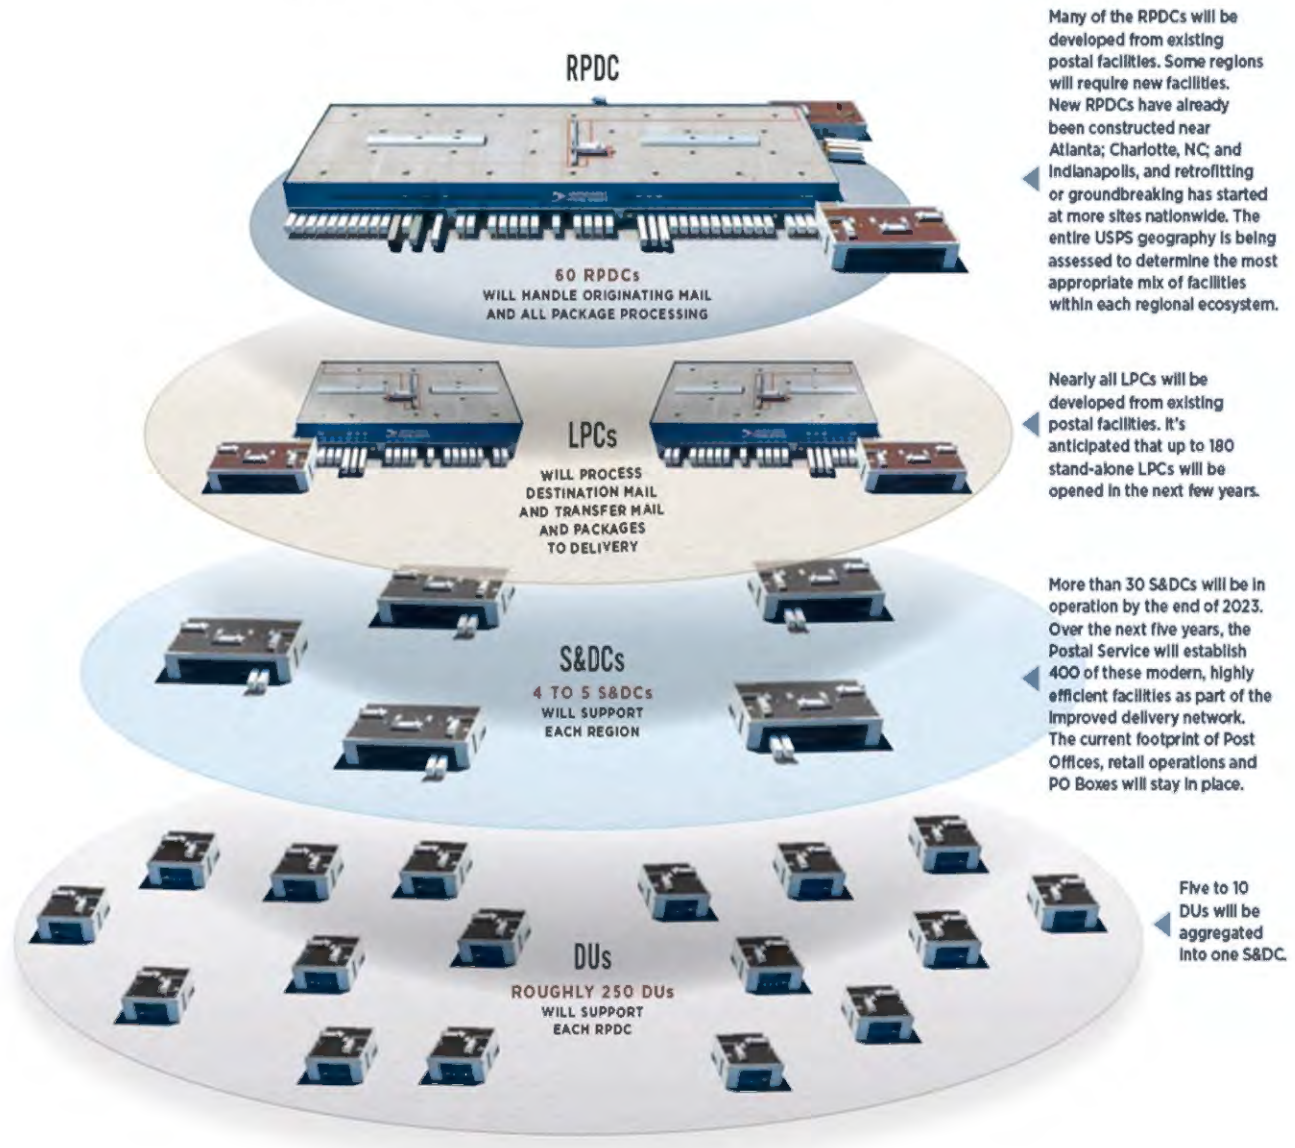 RPDC
60 RPDCs
WILL HANDLE ORIGINATING MAIL
AND ALL PACKAGE PROCESSING
Many of the RPDCs will be
developed from existing
postal facilities. Some regions
will require new facilities.
New RPDCs have already
been constructed near
Atlanta; Charlotte, NC; and
Indianapolis, and retrofitting
or groundbreaking has started
at more sites nationwide. The
entire USPS geography is being
assessed to determine the most
appropriate mix of facilities
within each regional ecosystem.
LPCs
WILL PROCESS
DESTINATION MAIL
AND TRANSFER MAIL
AND PACKAGES
TO DELIVERY
Nearly all LPCs will be
developed from existing
postal facilities. It's
anticipated that up to 180
stand-alone LPCs will be
opened in the next few years.
S&DCs
4 TO 5 S&DCs
WILL SUPPORT
EACH REGION
More than 30 S&DCs will be in
operation by the end of 2023.
Over the next five years, the
Postal Service will establish
400 of these modern, highly
efficient facilities as part of the
improved delivery network.
The current footprint of Post
Offices, retail operations and
PO Boxes will stay in place.
DUs
ROUGHLY 250 DUs
WILL SUPPORT
EACH RPDC
Five to 10
DUs will be
aggregated
into one S&DC.